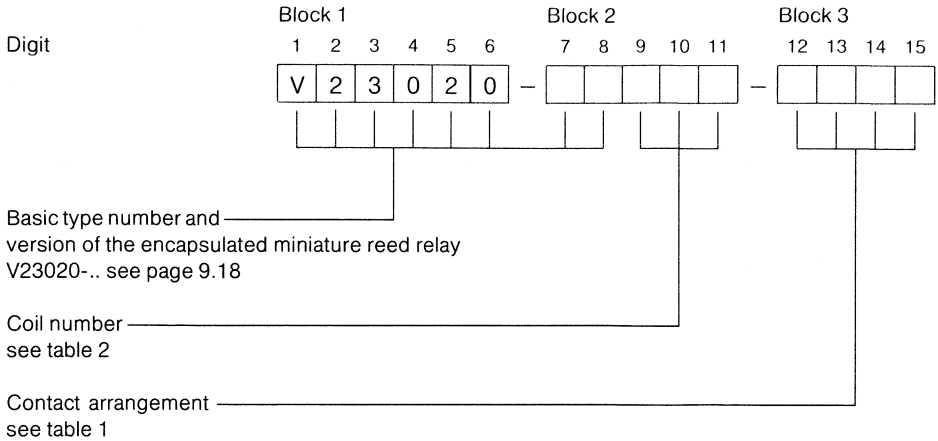 Block 1 Block 2 Block 3
Digit 1 2 3 4 5 6 7 8 9 10 11 12 13 14 15
V 2 3 0 2 0 – –
Basic type number and
version of the encapsulated miniature reed relay
V23020-.. see page 9.18
Coil number
see table 2
Contact arrangement
see table 1